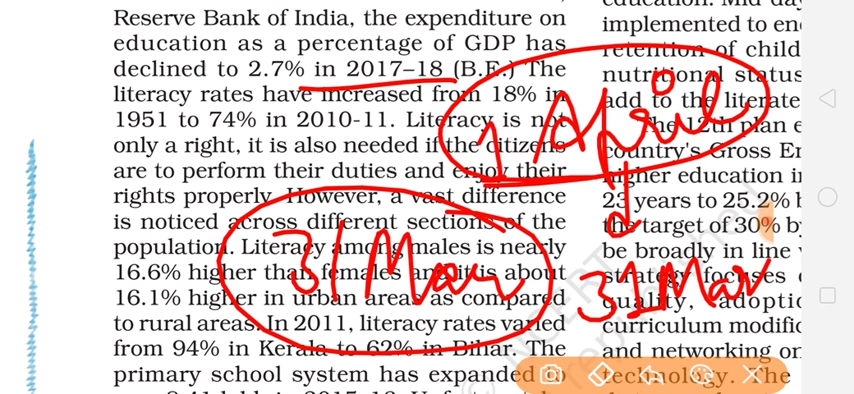 Reserve Bank of India, the expenditure on
education as a percentage of GDP has
declined to 2.7% in 2017–18 (B.E.) The
literacy rates have increased from 18% in
1951 to 74% in 2010-11. Literacy is not
only a right, it is also needed if the citizens
are to perform their duties and enjoy their
rights properly. However, a vast difference
is noticed across different sections of the
population. Literacy among males is nearly
16.6% higher than females and it is about
16.1% higher in urban areas as compared
to rural areas. In 2011, literacy rates varied
from 94% in Kerala to 62% in Bihar. The
primary school system has expanded to
implemented to
retention of child
nutritional status
add to the literate
The 12th plan
country's Gross
higher education
23 years to 25.2%
the target of 30%
be broadly in line
strategy focuses
quality, adoptio
curriculum modific
and networking on
technology. The
1 April
31 Mar
31 Mar